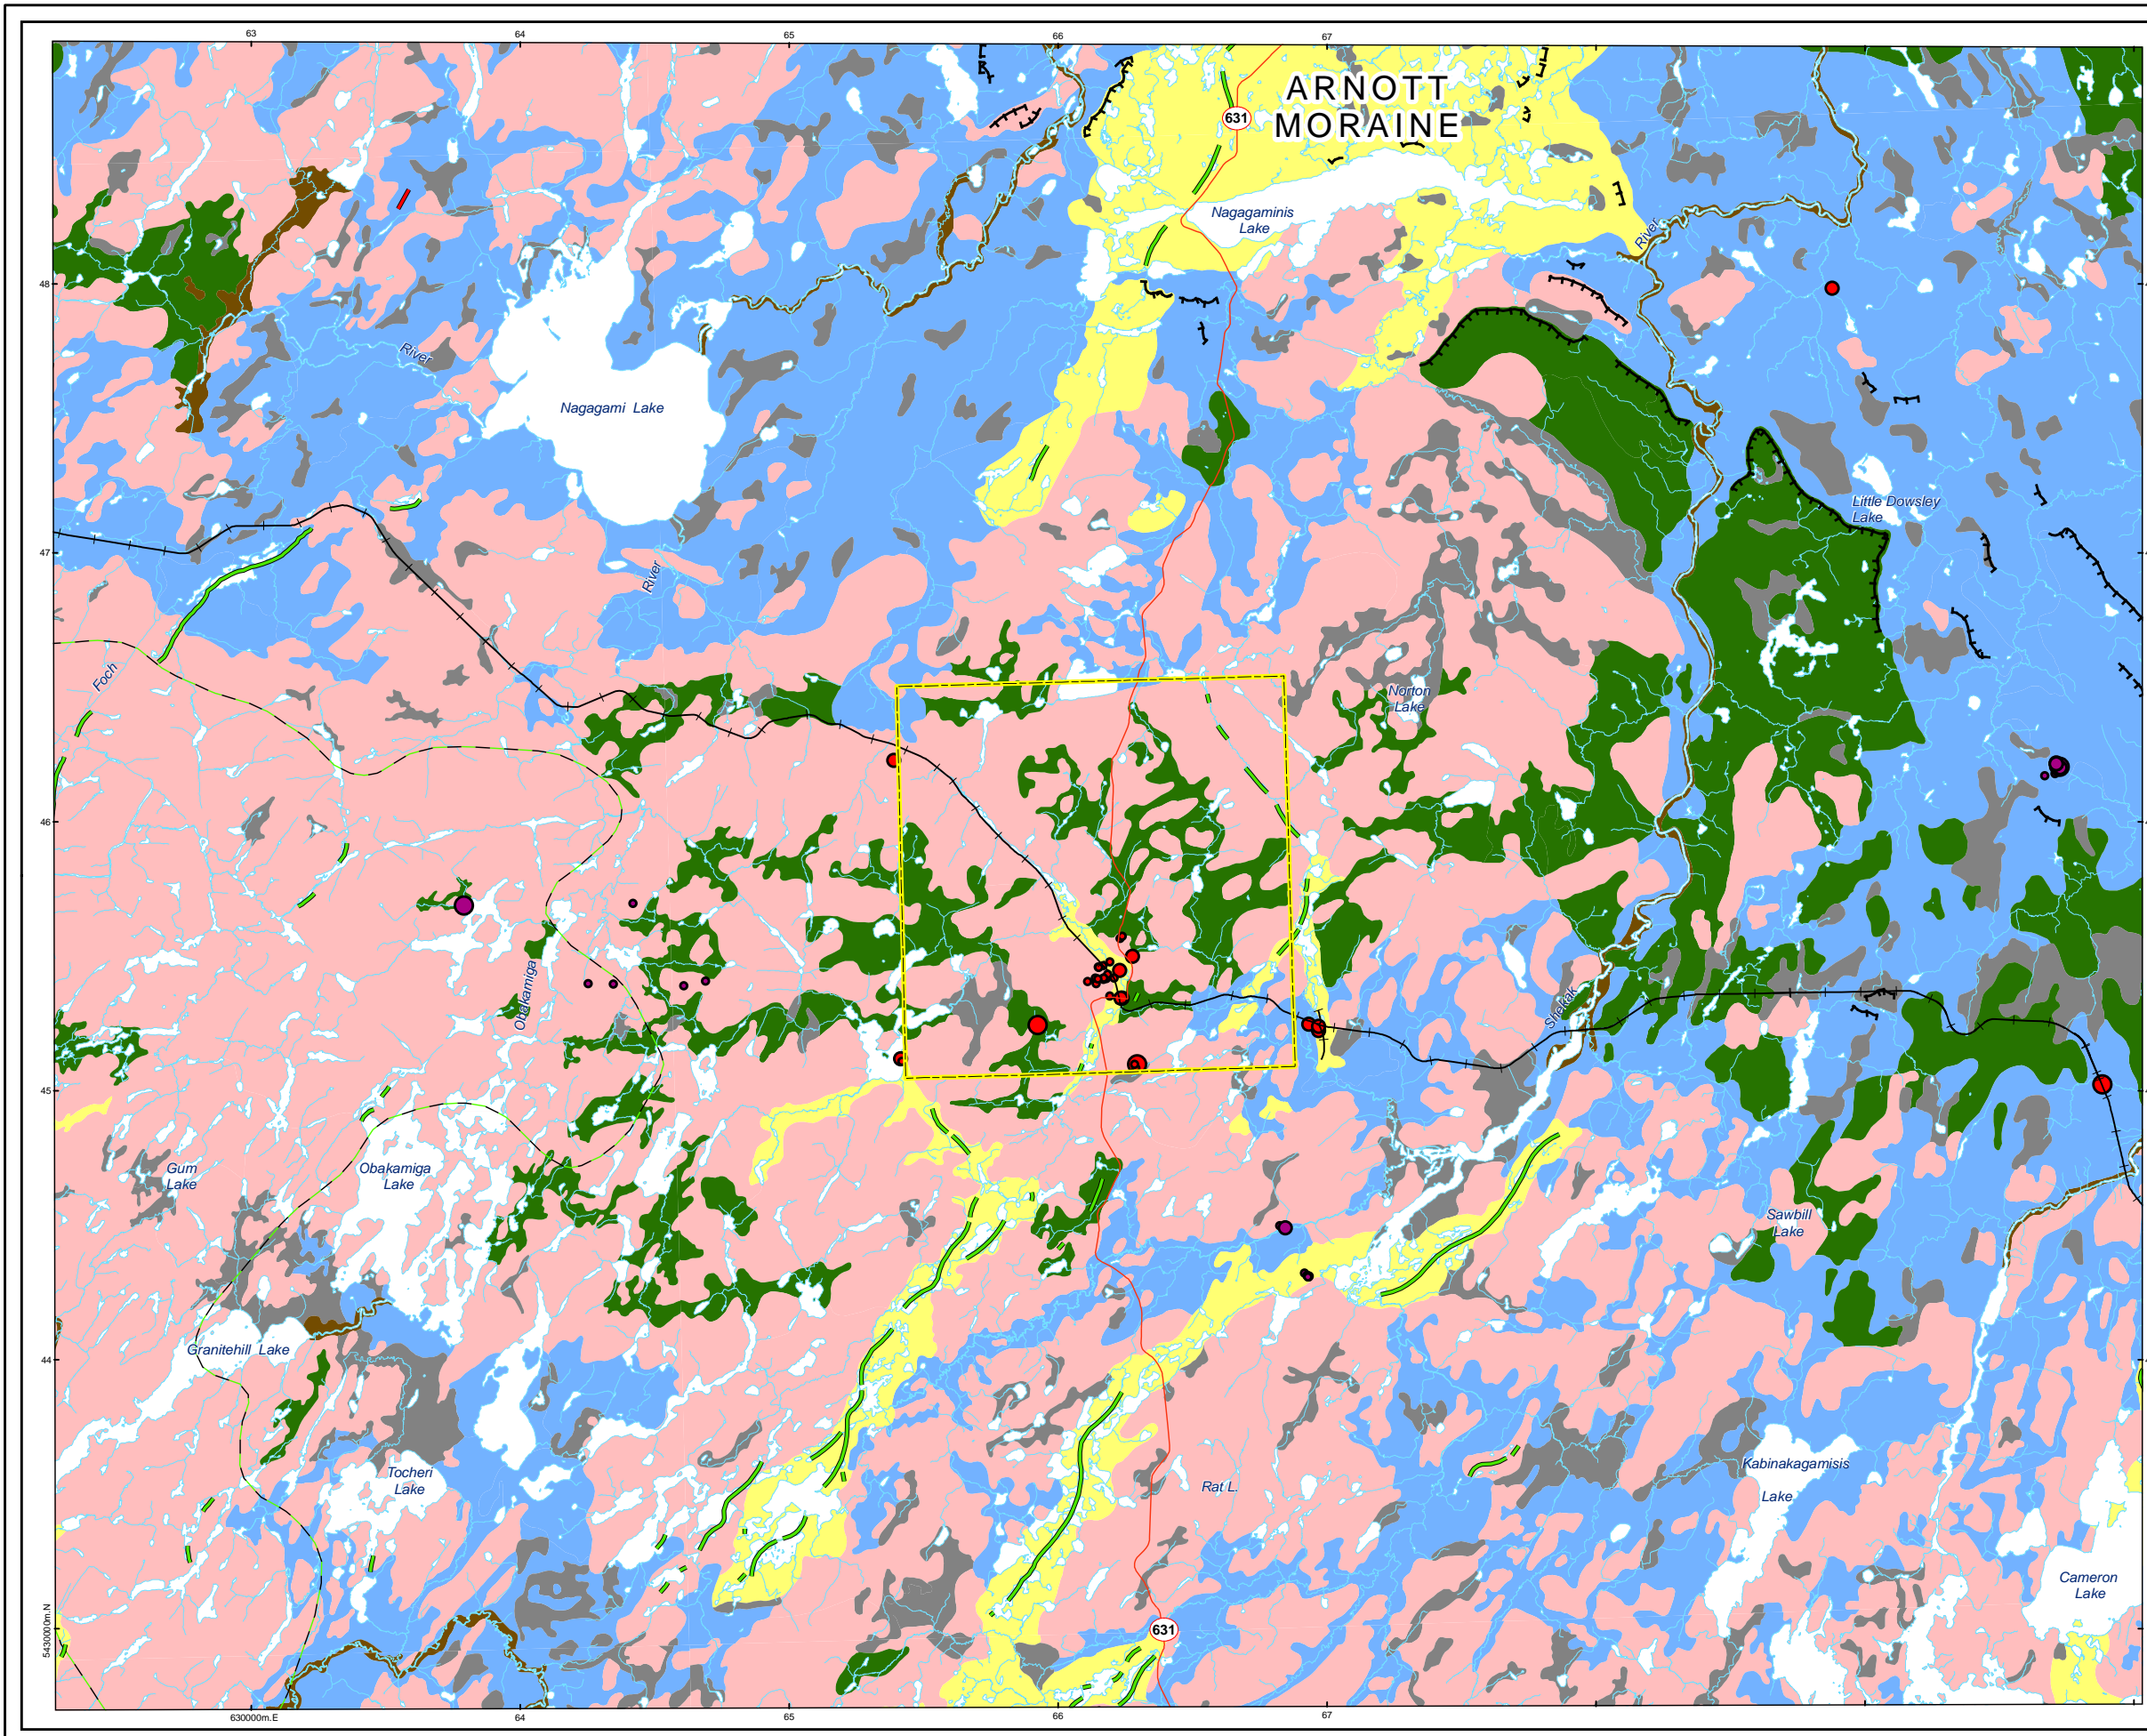 63 64 65 66 67
ARNOTT
MORAINE
631
Nagagaminis
Lake
River
48
River
Nagagami Lake
Little Dowsley
Lake
47
River
Foch
Norton
Lake
46
Obakamiga
Shekak
45
Gum
Lake
Obakamiga
Lake
Sawbill
Lake
Granitehill Lake
44
Tocheri
Lake
Rat L.
Kabinakagamisis
Lake
Cameron
Lake
5430000m.N
631
630000m.E 64 65 66 67